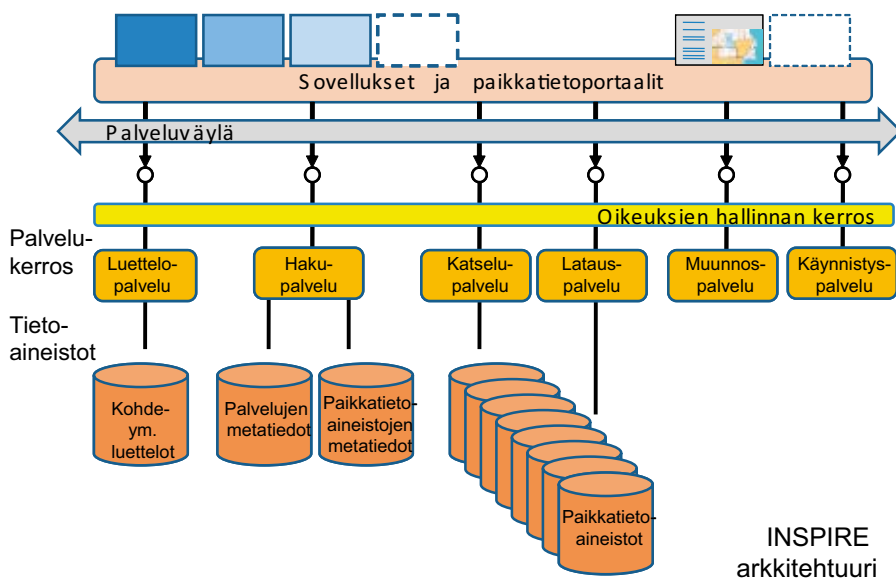 Sovellukset ja paikkatietoportaalit
Palveluväylä
Oikeuksien hallinnan kerros
Palvelu-
kerros
Luettelo-
palvelu
Haku-
palvelu
Katselu-
palvelu
Lataus-
palvelu
Muunnos-
palvelu
Käynnistys-
palvelu
Tieto-
aineistot
Kohde-
ym.
luettelot
Palvelujen
metatiedot
Paikkatieto-
aineistojen
metatiedot
Paikkatieto-
aineistot
INSPIRE
arkkitehtuuri